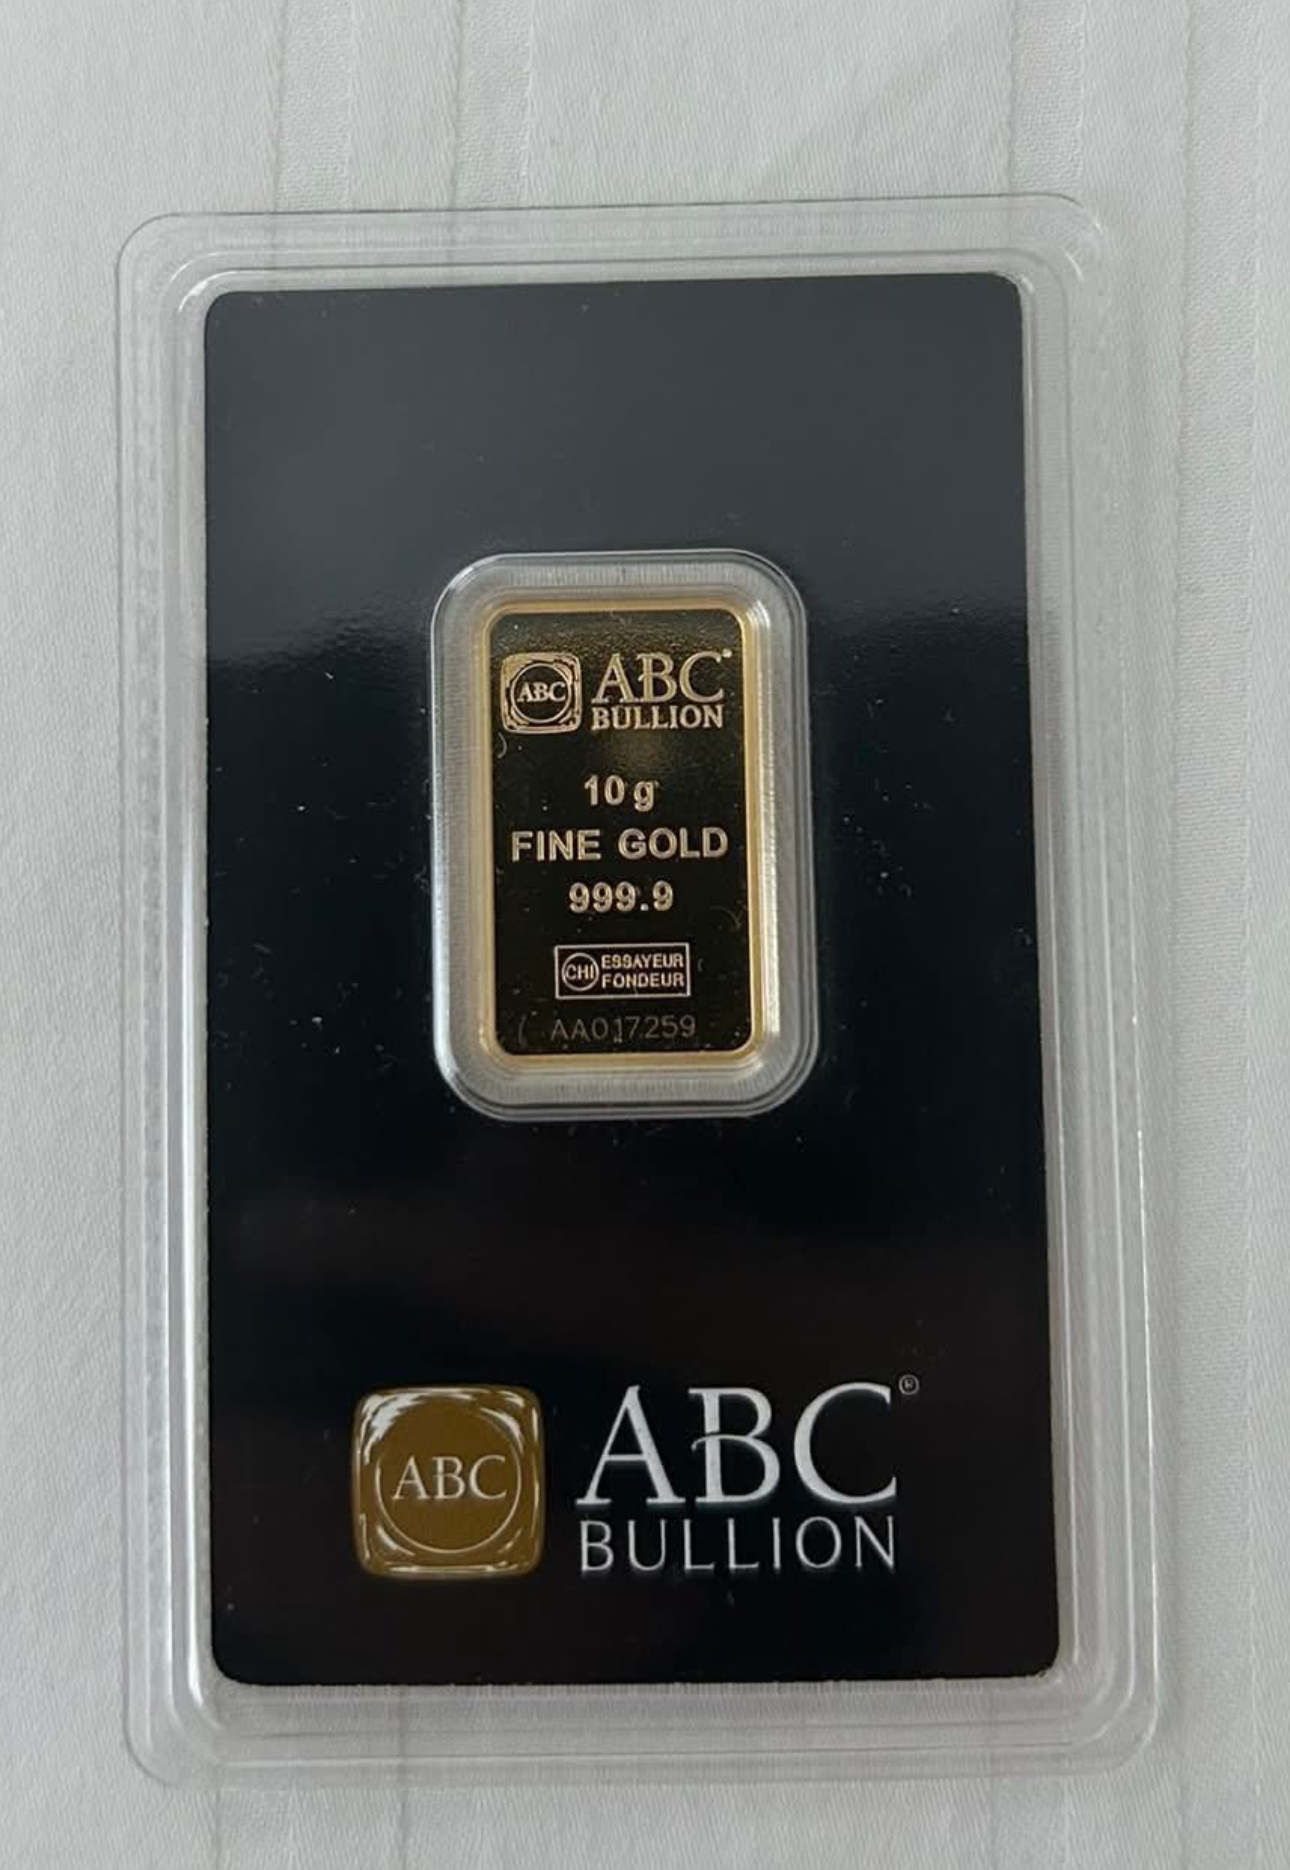 ABC
ABC
BULLION
10g
FINE GOLD
999.9
CHI
ESSAYEUR
FONDEUR
AA017259
ABC
ABC®
BULLION